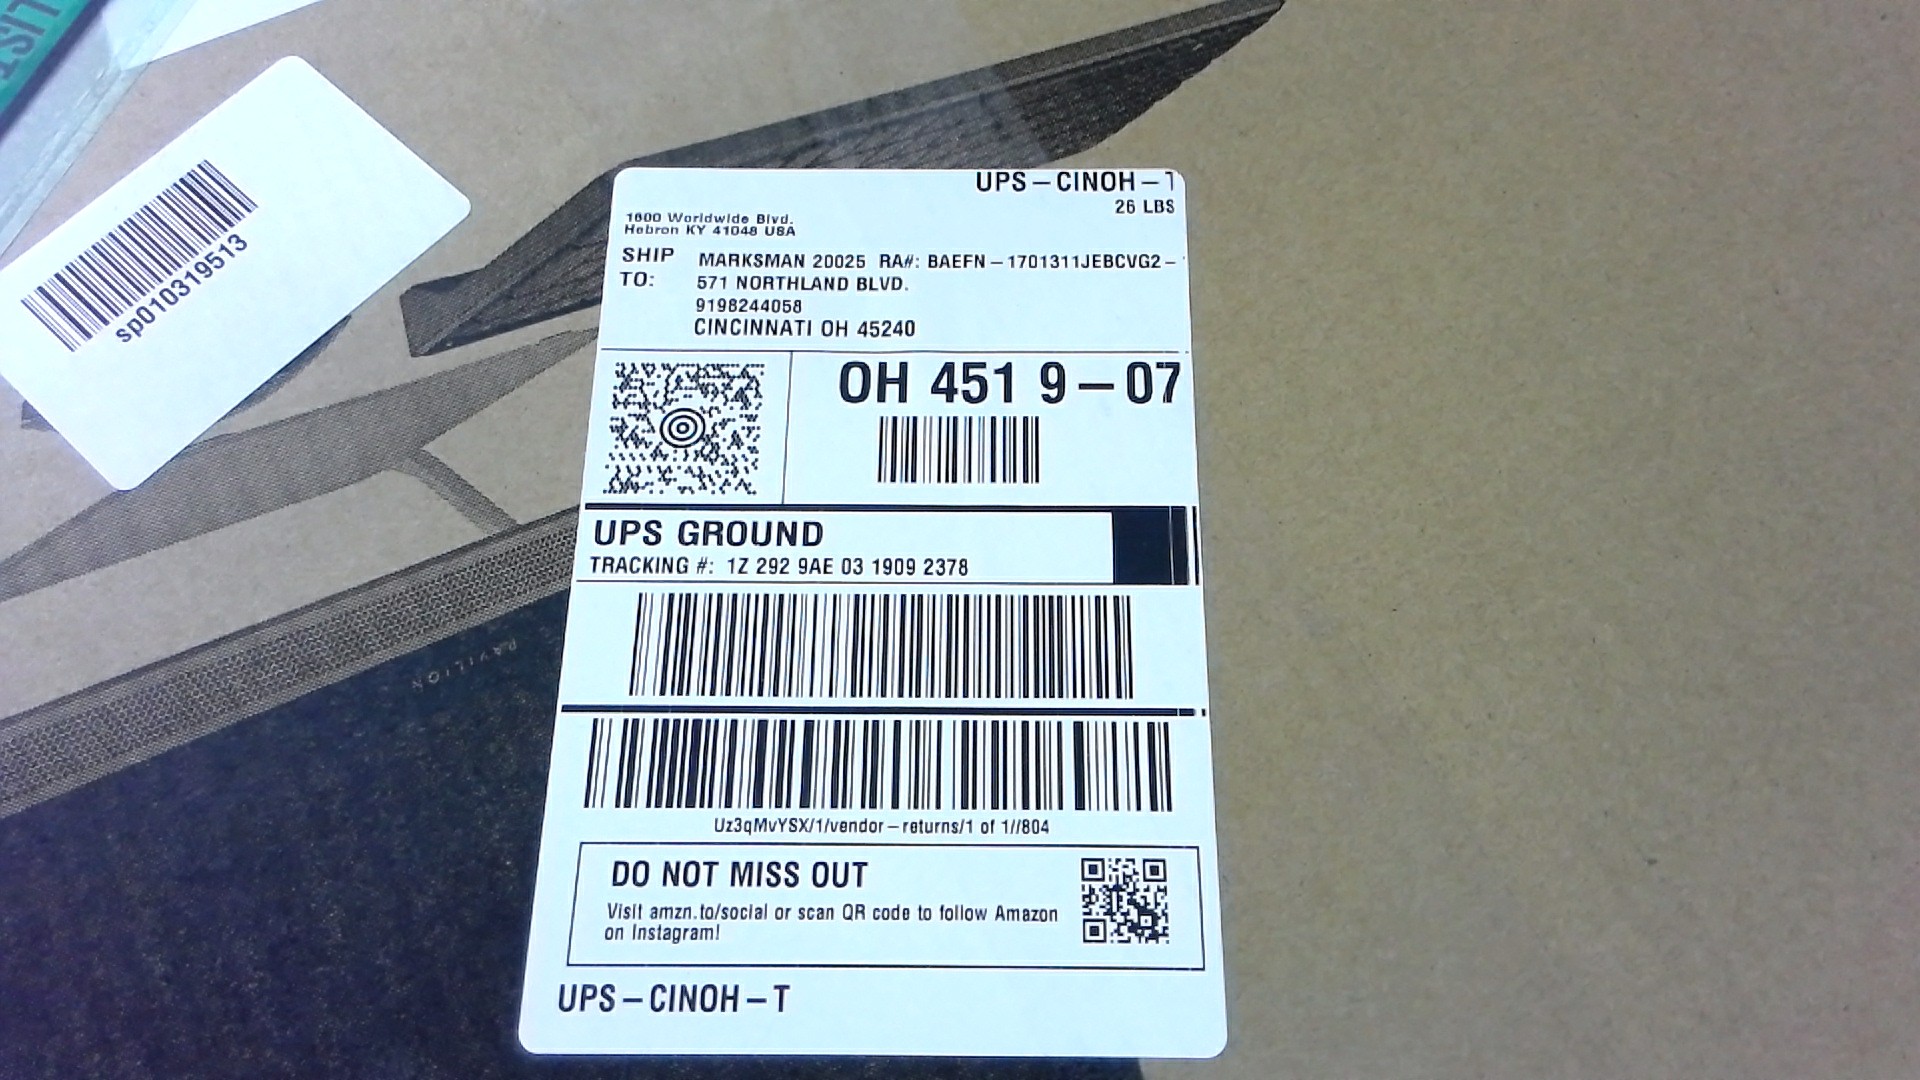 LIST
sp010319513
UPS – CINOH – T
26 LBS
1600 Worldwide Blvd.
Hebron KY 41048 USA
SHIP TO:
MARKSMAN 20025 RA#: BAEFN – 1701311JEBCVG2 –
571 NORTHLAND BLVD.
9198244058
CINCINNATI OH 45240
OH 451 9 – 07
UPS GROUND
TRACKING #: 1Z 292 9AE 03 1909 2378
PAVILION
Uz3qMvYSX/1/vendor – returns/1 of 1//804
DO NOT MISS OUT
Visit amzn.to/social or scan QR code to follow Amazon
on Instagram!
UPS – CINOH – T